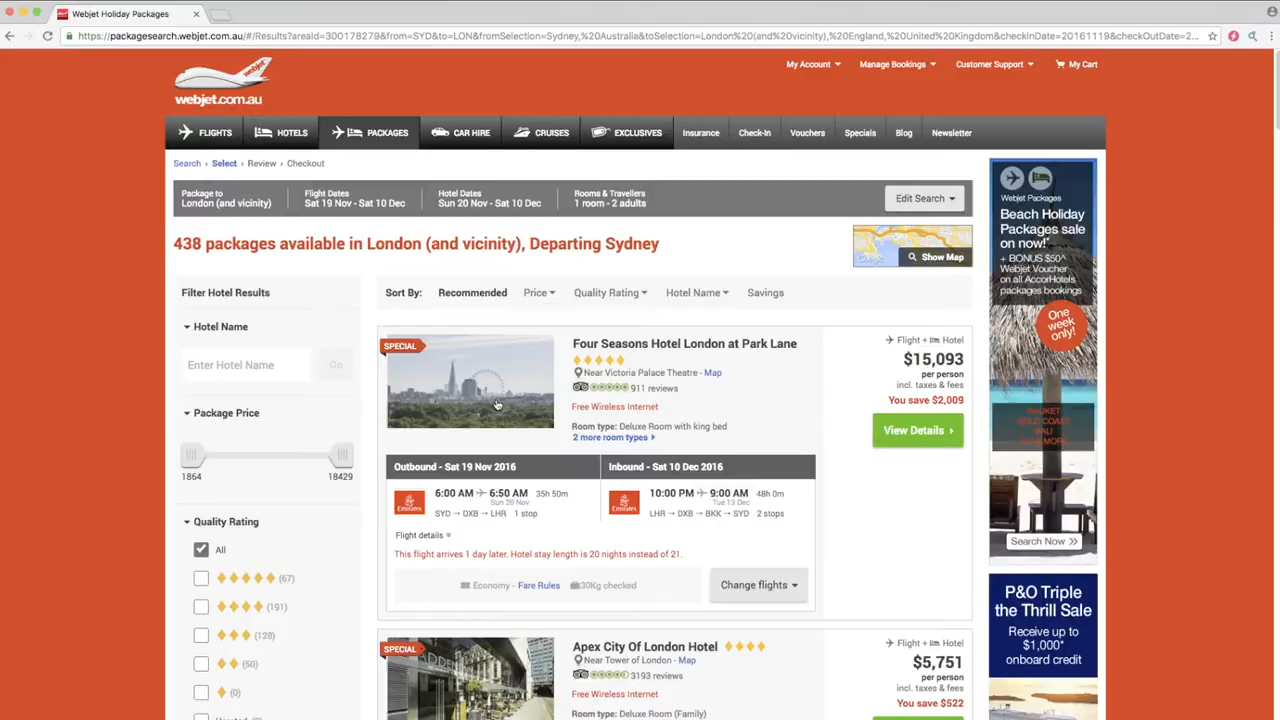 Webjet Holiday Packages
https://packagesearch.webjet.com.au/#/Results?areaId=300178279&from=SYD&to=LON&fromSelection=Sydney,%20Australia&toSelection=London%20(and%20vicinity),%20England,%20United%20Kingdom&checkInDate=20161119&checkOutDate=2...
webjet
webjet.com.au
My Account
Manage Bookings
Customer Support
My Cart
FLIGHTS
HOTELS
PACKAGES
CAR HIRE
CRUISES
EXCLUSIVES
Insurance
Check-In
Vouchers
Specials
Blog
Newsletter
Search › Select › Review › Checkout
Package to
London (and vicinity)
Flight Dates
Sat 19 Nov - Sat 10 Dec
Hotel Dates
Sun 20 Nov - Sat 10 Dec
Rooms & Travellers
1 room - 2 adults
Edit Search
438 packages available in London (and vicinity), Departing Sydney
Google
Show Map
Filter Hotel Results
Hotel Name
Enter Hotel Name
Go
Package Price
1864
18429
Quality Rating
All
(67)
(191)
(128)
(50)
(0)
Sort By:
Recommended
Price
Quality Rating
Hotel Name
Savings
SPECIAL
Four Seasons Hotel London at Park Lane
Near Victoria Palace Theatre - Map
911 reviews
Free Wireless Internet
Room type: Deluxe Room with king bed
2 more room types
Flight + Hotel
$15,093
per person
incl. taxes & fees
You save $2,009
View Details
Outbound - Sat 19 Nov 2016
6:00 AM 6:50 AM 35h 50m
Sun 20 Nov
Emirates
SYD → DXB → LHR 1 stop
Inbound - Sat 10 Dec 2016
10:00 PM 9:00 AM 48h 0m
Tue 13 Dec
Emirates
LHR → DXB → BKK → SYD 2 stops
Flight details
This flight arrives 1 day later. Hotel stay length is 20 nights instead of 21.
Economy - Fare Rules
30Kg checked
Change flights
SPECIAL
Apex City Of London Hotel
Near Tower of London - Map
3193 reviews
Free Wireless Internet
Room type: Deluxe Room (Family)
Flight + Hotel
$5,751
per person
incl. taxes & fees
You save $522
Webjet Packages
Beach Holiday
Packages sale
on now!*
+ BONUS $50^
Webjet Voucher
on all AccorHotels
packages bookings
One
week
only!
PHUKET
GOLD COAST
BALI
Search Now
P&O Triple
the Thrill Sale
Receive up to
$1,000*
onboard credit